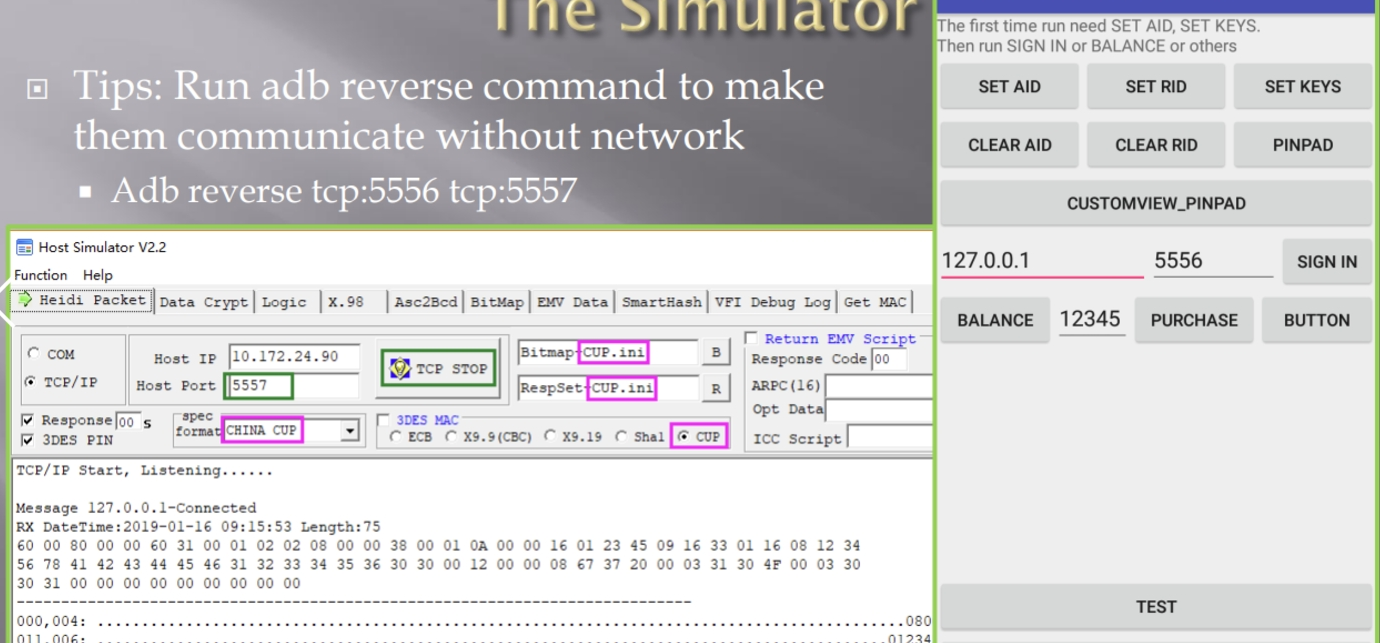 The Simulator
Tips: Run adb reverse command to make
them communicate without network
Adb reverse tcp:5556 tcp:5557
Host Simulator V2.2
Function Help
Heidi Packet Data Crypt Logic X.98 Asc2Bcd BitMap EMV Data SmartHash VFI Debug Log Get MAC
COM
TCP/IP
Host IP 10.172.24.90
Host Port 5557
TCP STOP
Bitmap-CUP.ini B
RespSet-CUP.ini R
Return EMV Script
Response Code 00
ARPC(16)
Opt Data
ICC Script
Response 00 s
3DES PIN
spec
format CHINA CUP
3DES MAC
ECB X9.9(CBC) X9.19 Sha1 CUP
TCP/IP Start, Listening......
Message 127.0.0.1-Connected
RX DateTime:2019-01-16 09:15:53 Length:75
60 00 80 00 00 60 31 00 01 02 02 08 00 00 38 00 01 0A 00 00 16 01 23 45 09 16 33 01 16 08 12 34
56 78 41 42 43 44 45 46 31 32 33 34 35 36 30 30 00 12 00 00 08 67 37 20 00 03 31 30 4F 00 03 30
30 31 00 00 00 00 00 00 00 00 00
--------------------------------------------------------------------------------
000,004: ........................................................................................080
011,006: ......................................................................................01234
The first time run need SET AID, SET KEYS.
Then run SIGN IN or BALANCE or others
SET AID SET RID SET KEYS
CLEAR AID CLEAR RID PINPAD
CUSTOMVIEW_PINPAD
127.0.0.1 5556 SIGN IN
BALANCE 12345 PURCHASE BUTTON
TEST